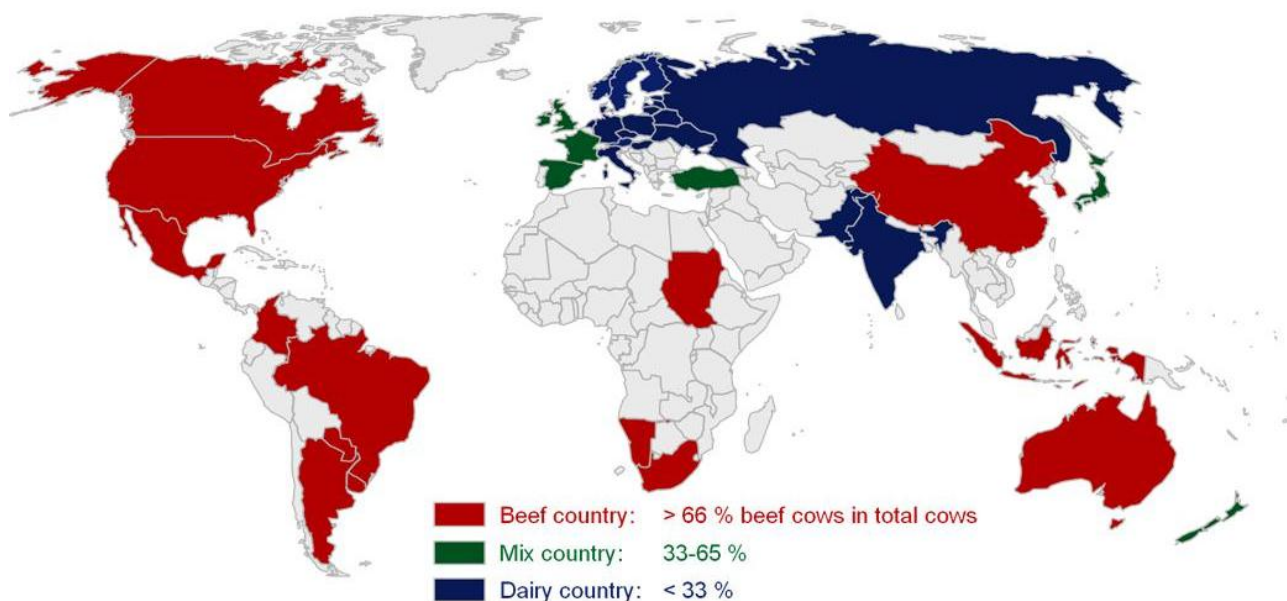 Beef country: > 66 % beef cows in total cows
Mix country: 33-65 %
Dairy country: < 33 %